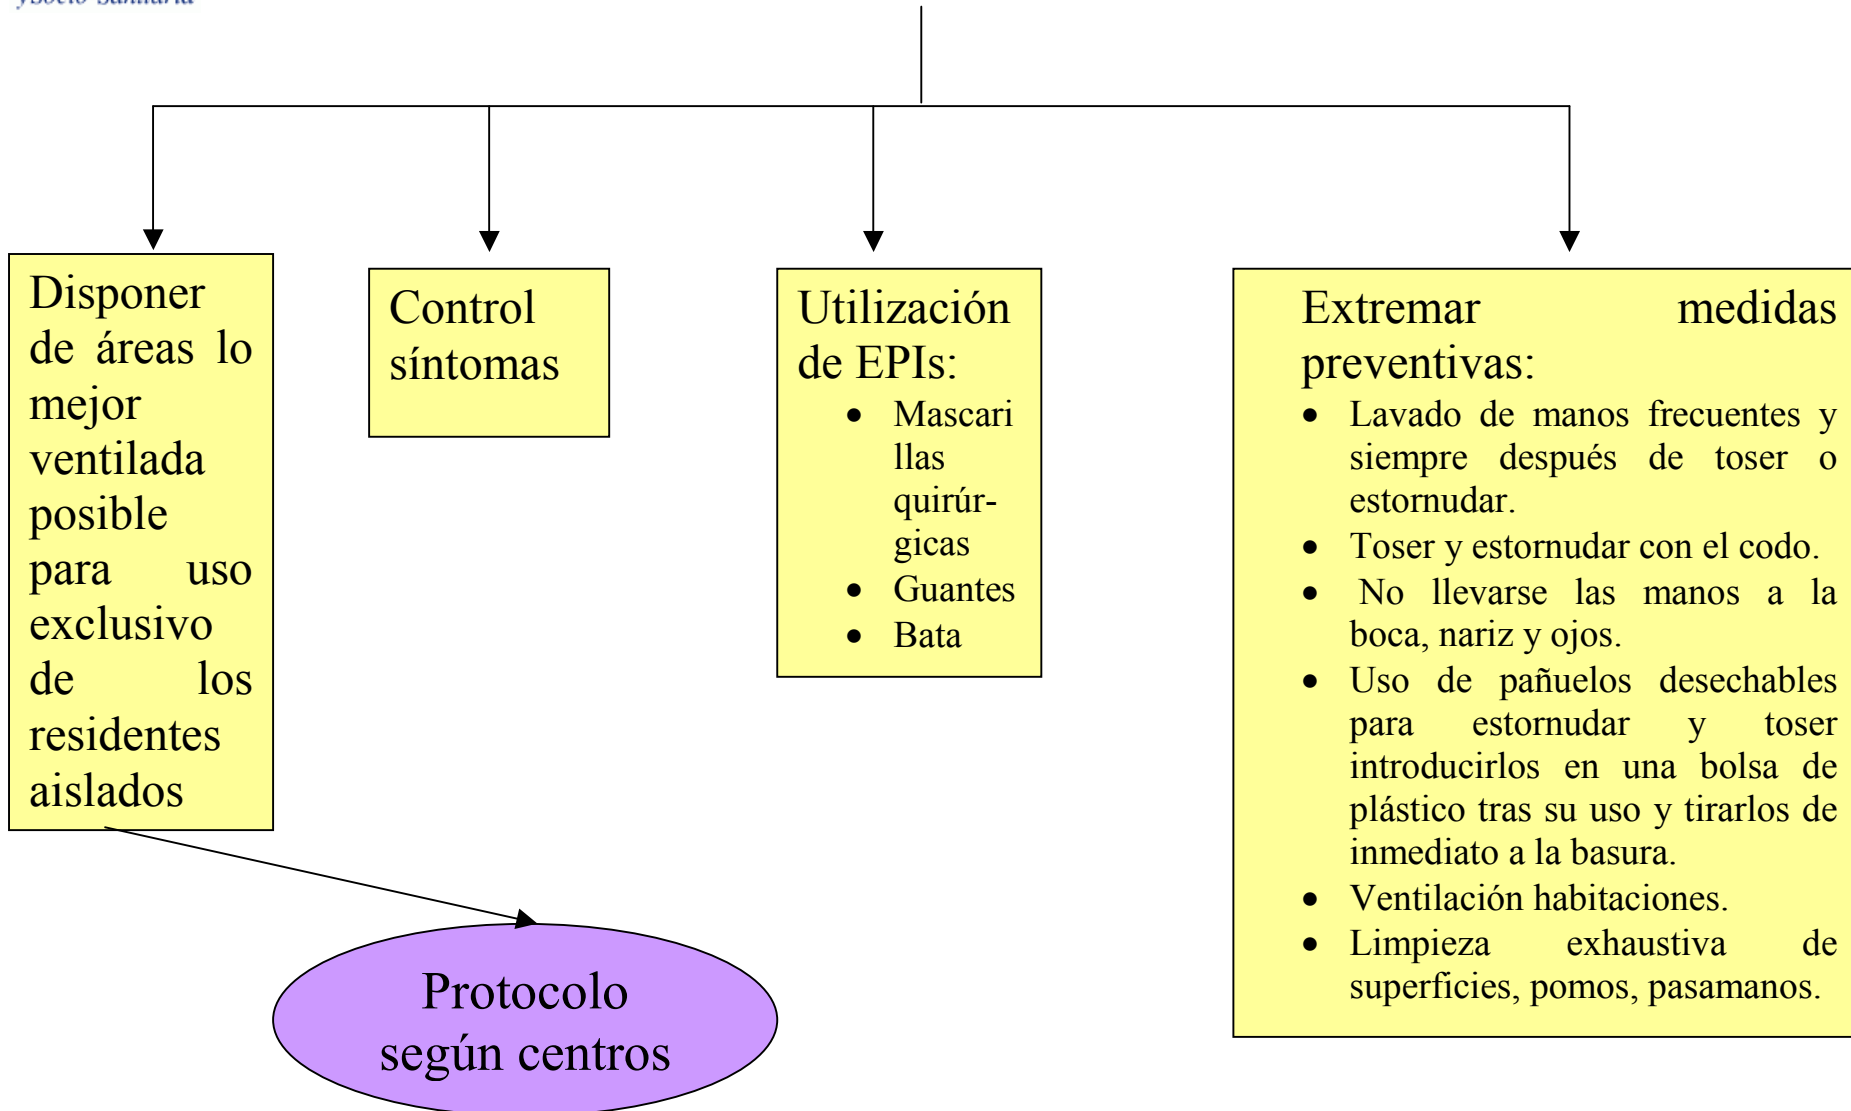 ysocio-sanitaria
Disponer
de áreas lo
mejor
ventilada
posible
para uso
exclusivo
de los
residentes
aislados
Control
síntomas
Utilización
de EPIs:
• Mascari
llas
quirúr-
gicas
• Guantes
• Bata
Extremar medidas
preventivas:
• Lavado de manos frecuentes y
siempre después de toser o
estornudar.
• Toser y estornudar con el codo.
• No llevarse las manos a la
boca, nariz y ojos.
• Uso de pañuelos desechables
para estornudar y toser
introducirlos en una bolsa de
plástico tras su uso y tirarlos de
inmediato a la basura.
• Ventilación habitaciones.
• Limpieza exhaustiva de
superficies, pomos, pasamanos.
Protocolo
según centros